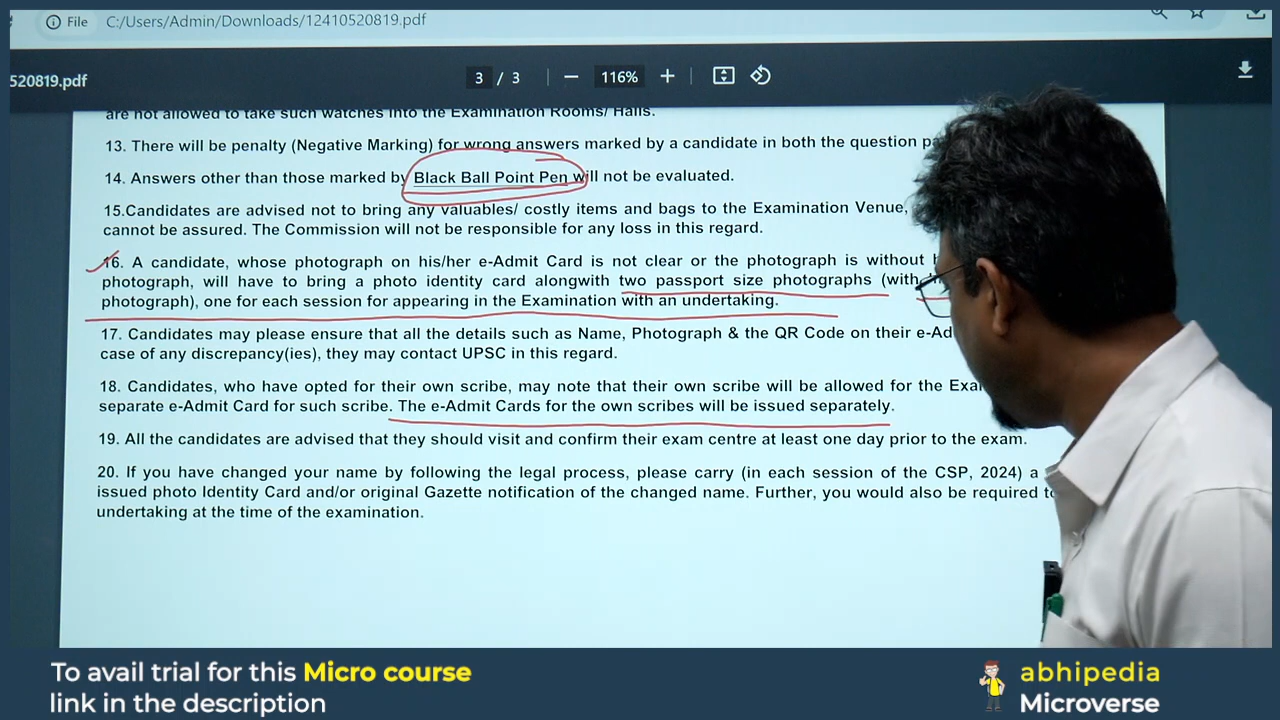 File C:/Users/Admin/Downloads/12410520819.pdf
520819.pdf 3 / 3 116%
are not allowed to take such watches into the Examination Rooms/ Halls.
13. There will be penalty (Negative Marking) for wrong answers marked by a candidate in both the question
14. Answers other than those marked by Black Ball Point Pen will not be evaluated.
15.Candidates are advised not to bring any valuables/ costly items and bags to the Examination Venue,
cannot be assured. The Commission will not be responsible for any loss in this regard.
16. A candidate, whose photograph on his/her e-Admit Card is not clear or the photograph is without
photograph), will have to bring a photo identity card alongwith two passport size photographs (with
photograph), one for each session for appearing in the Examination with an undertaking.
17. Candidates may please ensure that all the details such as Name, Photograph & the QR Code on their
case of any discrepancy(ies), they may contact UPSC in this regard.
18. Candidates, who have opted for their own scribe, may note that their own scribe will be allowed for the
separate e-Admit Card for such scribe. The e-Admit Cards for the own scribes will be issued separately.
19. All the candidates are advised that they should visit and confirm their exam centre at least one day prior to the exam.
20. If you have changed your name by following the legal process, please carry (in each session of the CSP, 2024) a
issued photo Identity Card and/or original Gazette notification of the changed name. Further, you would also be required
undertaking at the time of the examination.
To avail trial for this Micro course
link in the description
abhipedia
Microverse